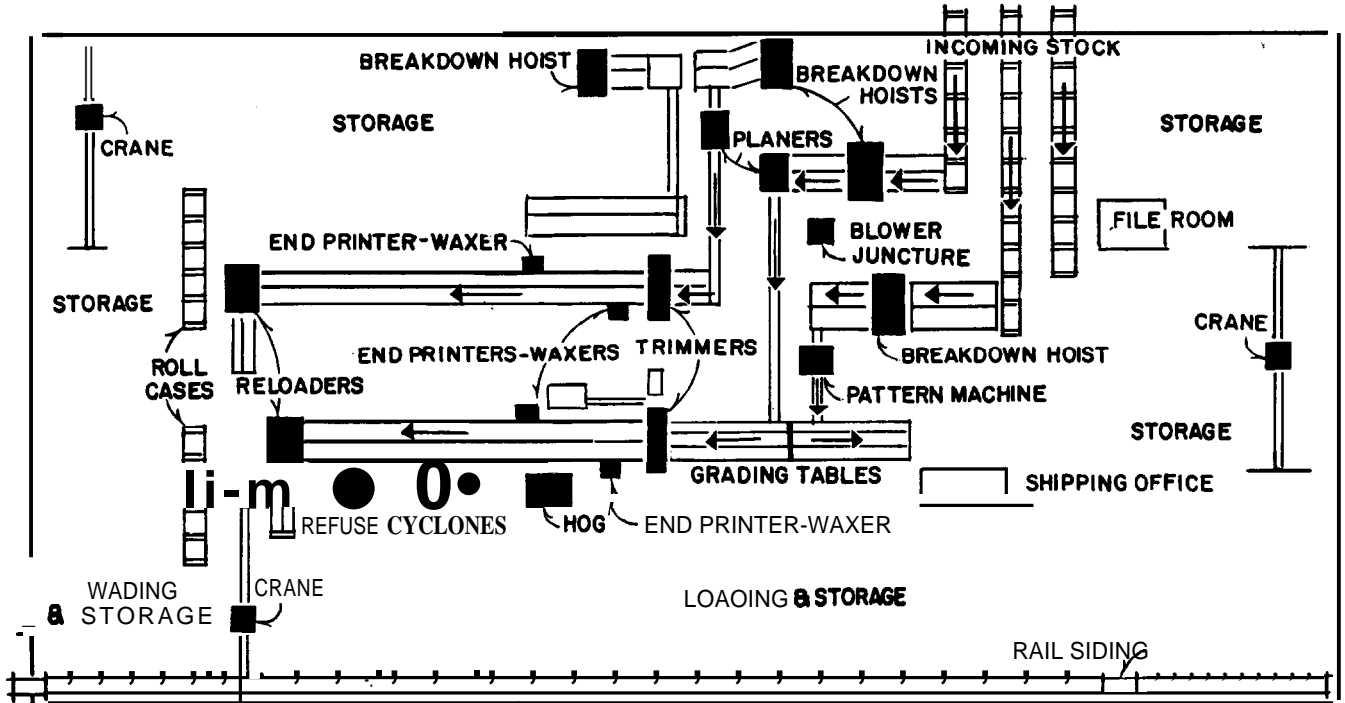 INCOMING STOCK
BREAKDOWN HOIST
BREAKDOWN
HOISTS
STORAGE
STORAGE
CRANE
PLANERS
FILE ROOM
END PRINTER-WAXER
BLOWER
JUNCTURE
STORAGE
CRANE
END PRINTERS-WAXERS
TRIMMERS
BREAKDOWN HOIST
ROLL
CASES
RELOADERS
PATTERN MACHINE
STORAGE
GRADING TABLES
SHIPPING OFFICE
li-m ● 0•
REFUSE CYCLONES
HOG
END PRINTER-WAXER
WADING
& STORAGE
CRANE
LOAOING & STORAGE
RAIL SIDING